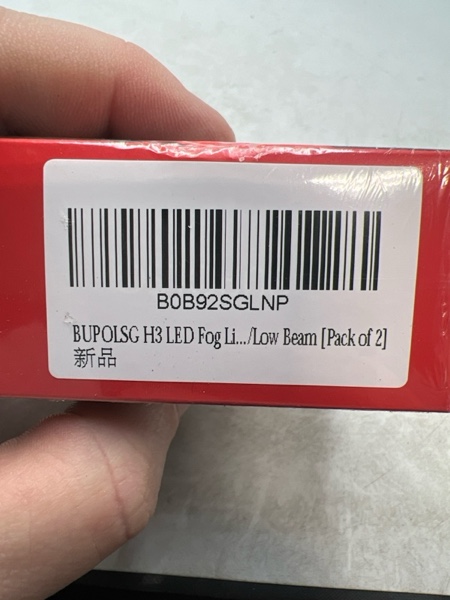 B0B92SGLNP
BUPOLSG H3 LED Fog Li.../Low Beam [Pack of 2]
新品